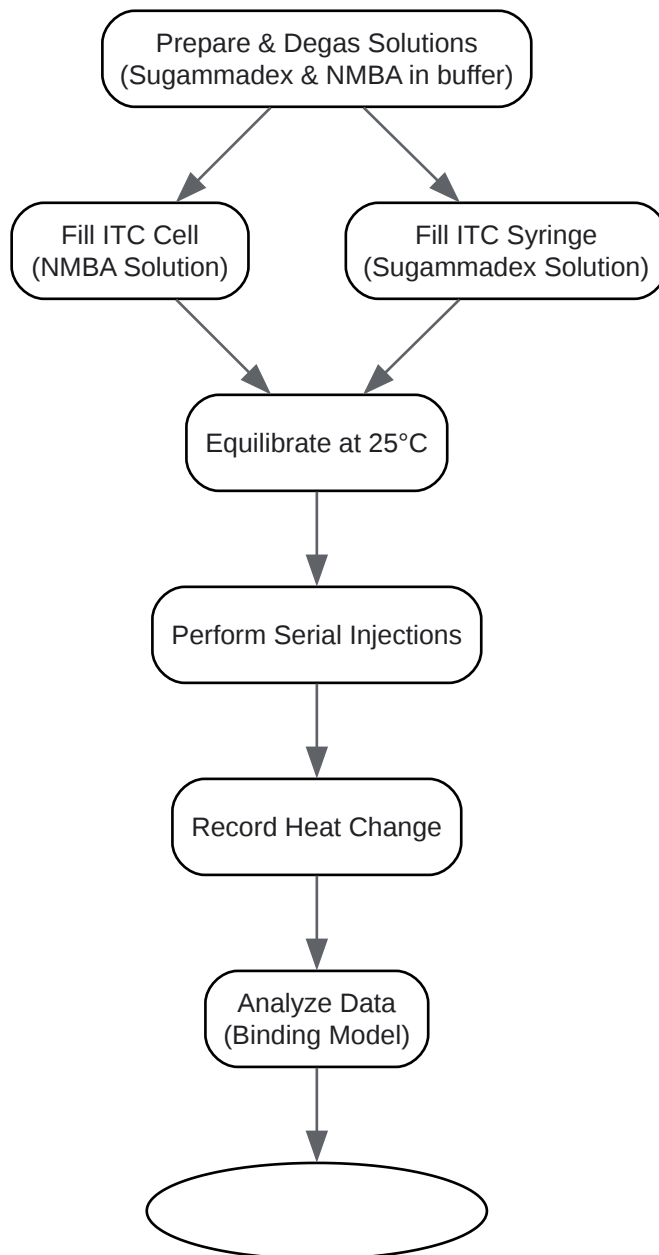 Prepare & Degas Solutions
(Sugammadex & NMBA in buffer)
Fill ITC Cell
(NMBA Solution)
Fill ITC Syringe
(Sugammadex Solution)
Equilibrate at 25°C
Perform Serial Injections
Record Heat Change
Analyze Data
(Binding Model)